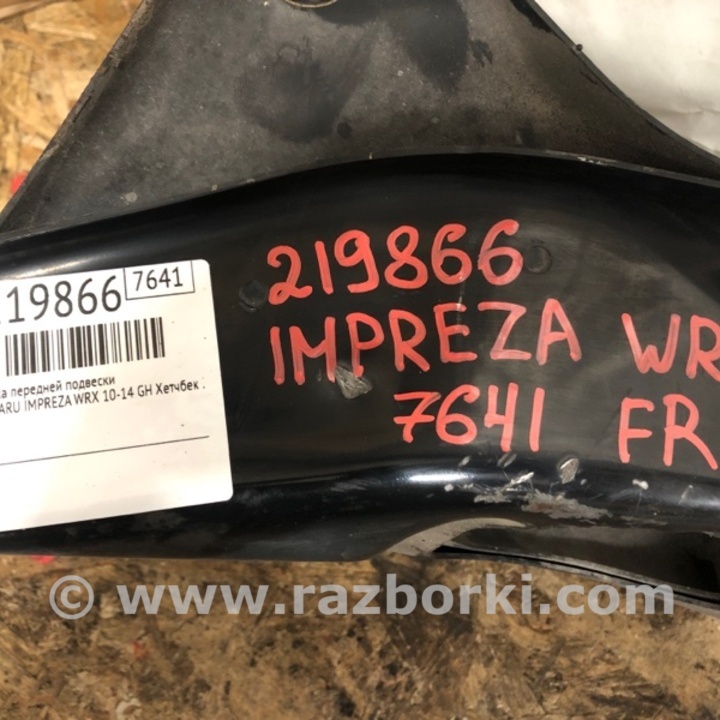 19866 7641
передней подвески
ARU IMPREZA WRX 10-14 GH Хетчбек
219866
IMPREZA WR
7641 FR
© www.razborki.com